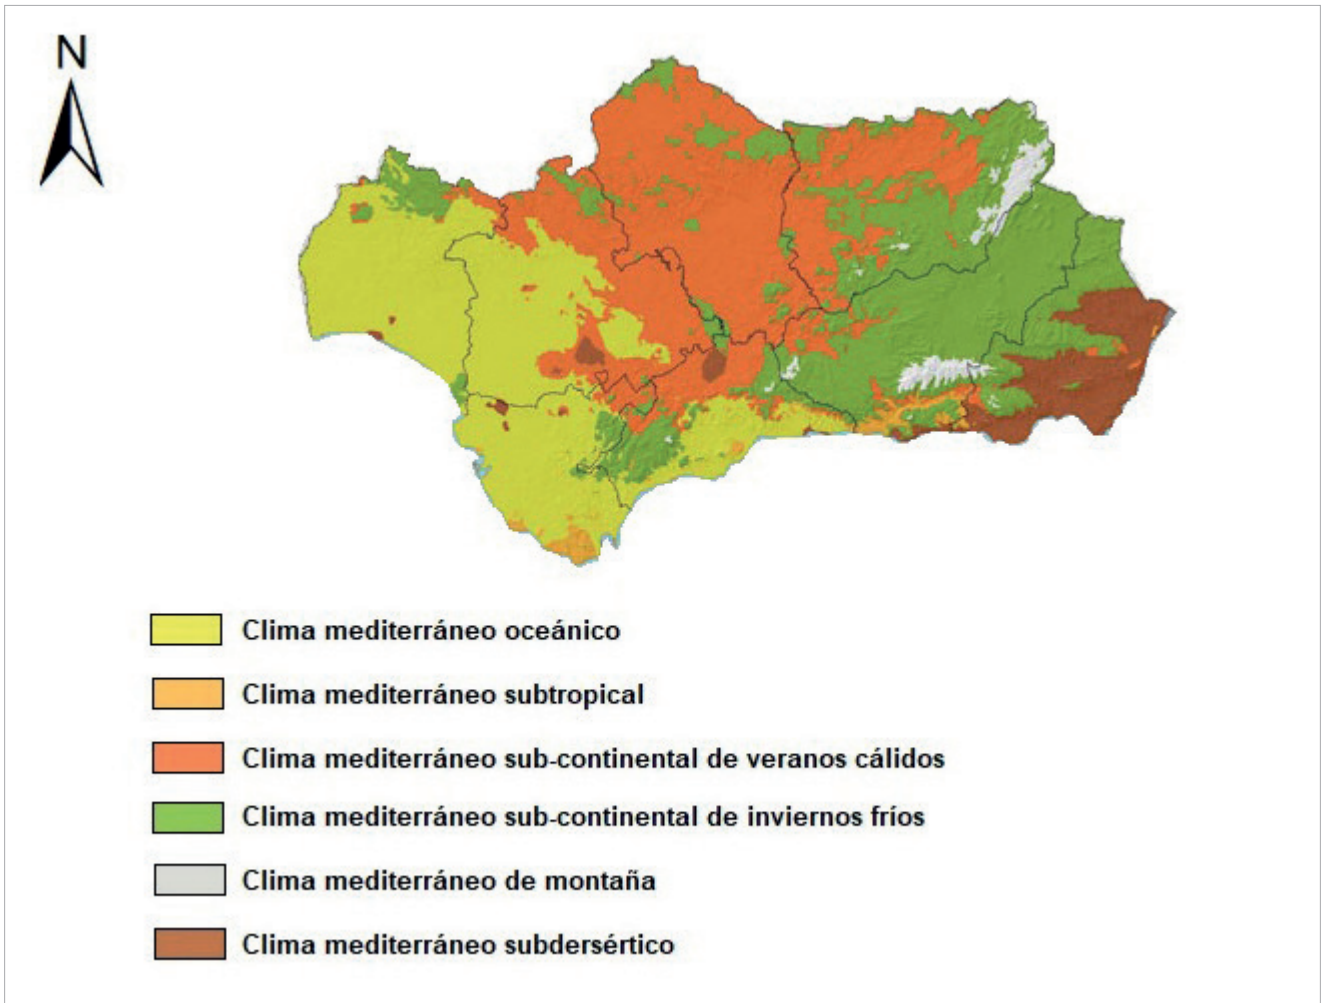 N
Clima mediterráneo oceánico
Clima mediterráneo subtropical
Clima mediterráneo sub-continental de veranos cálidos
Clima mediterráneo sub-continental de inviernos fríos
Clima mediterráneo de montaña
Clima mediterráneo subdersértico